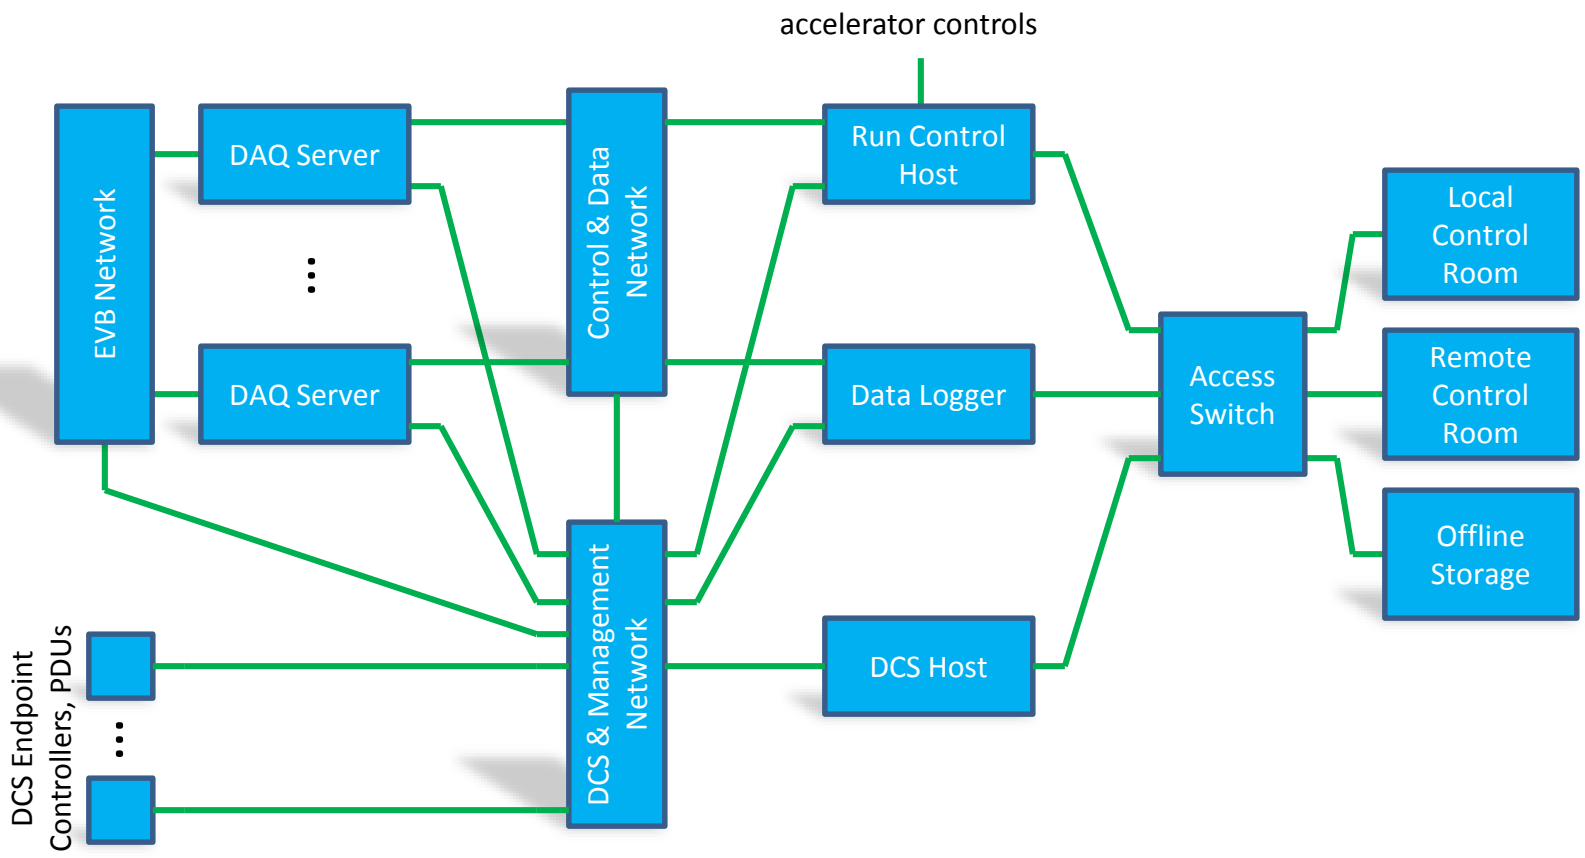 accelerator controls
EVB Network
DAQ Server
...
DAQ Server
Control & Data
Network
Run Control
Host
Data Logger
Access
Switch
Local
Control
Room
Remote
Control
Room
Offline
Storage
DCS & Management
Network
DCS Host
DCS Endpoint
Controllers, PDUs
...